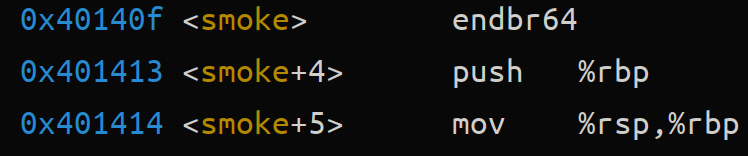 0x40140f <smoke> endbr64
0x401413 <smoke+4> push %rbp
0x401414 <smoke+5> mov %rsp,%rbp